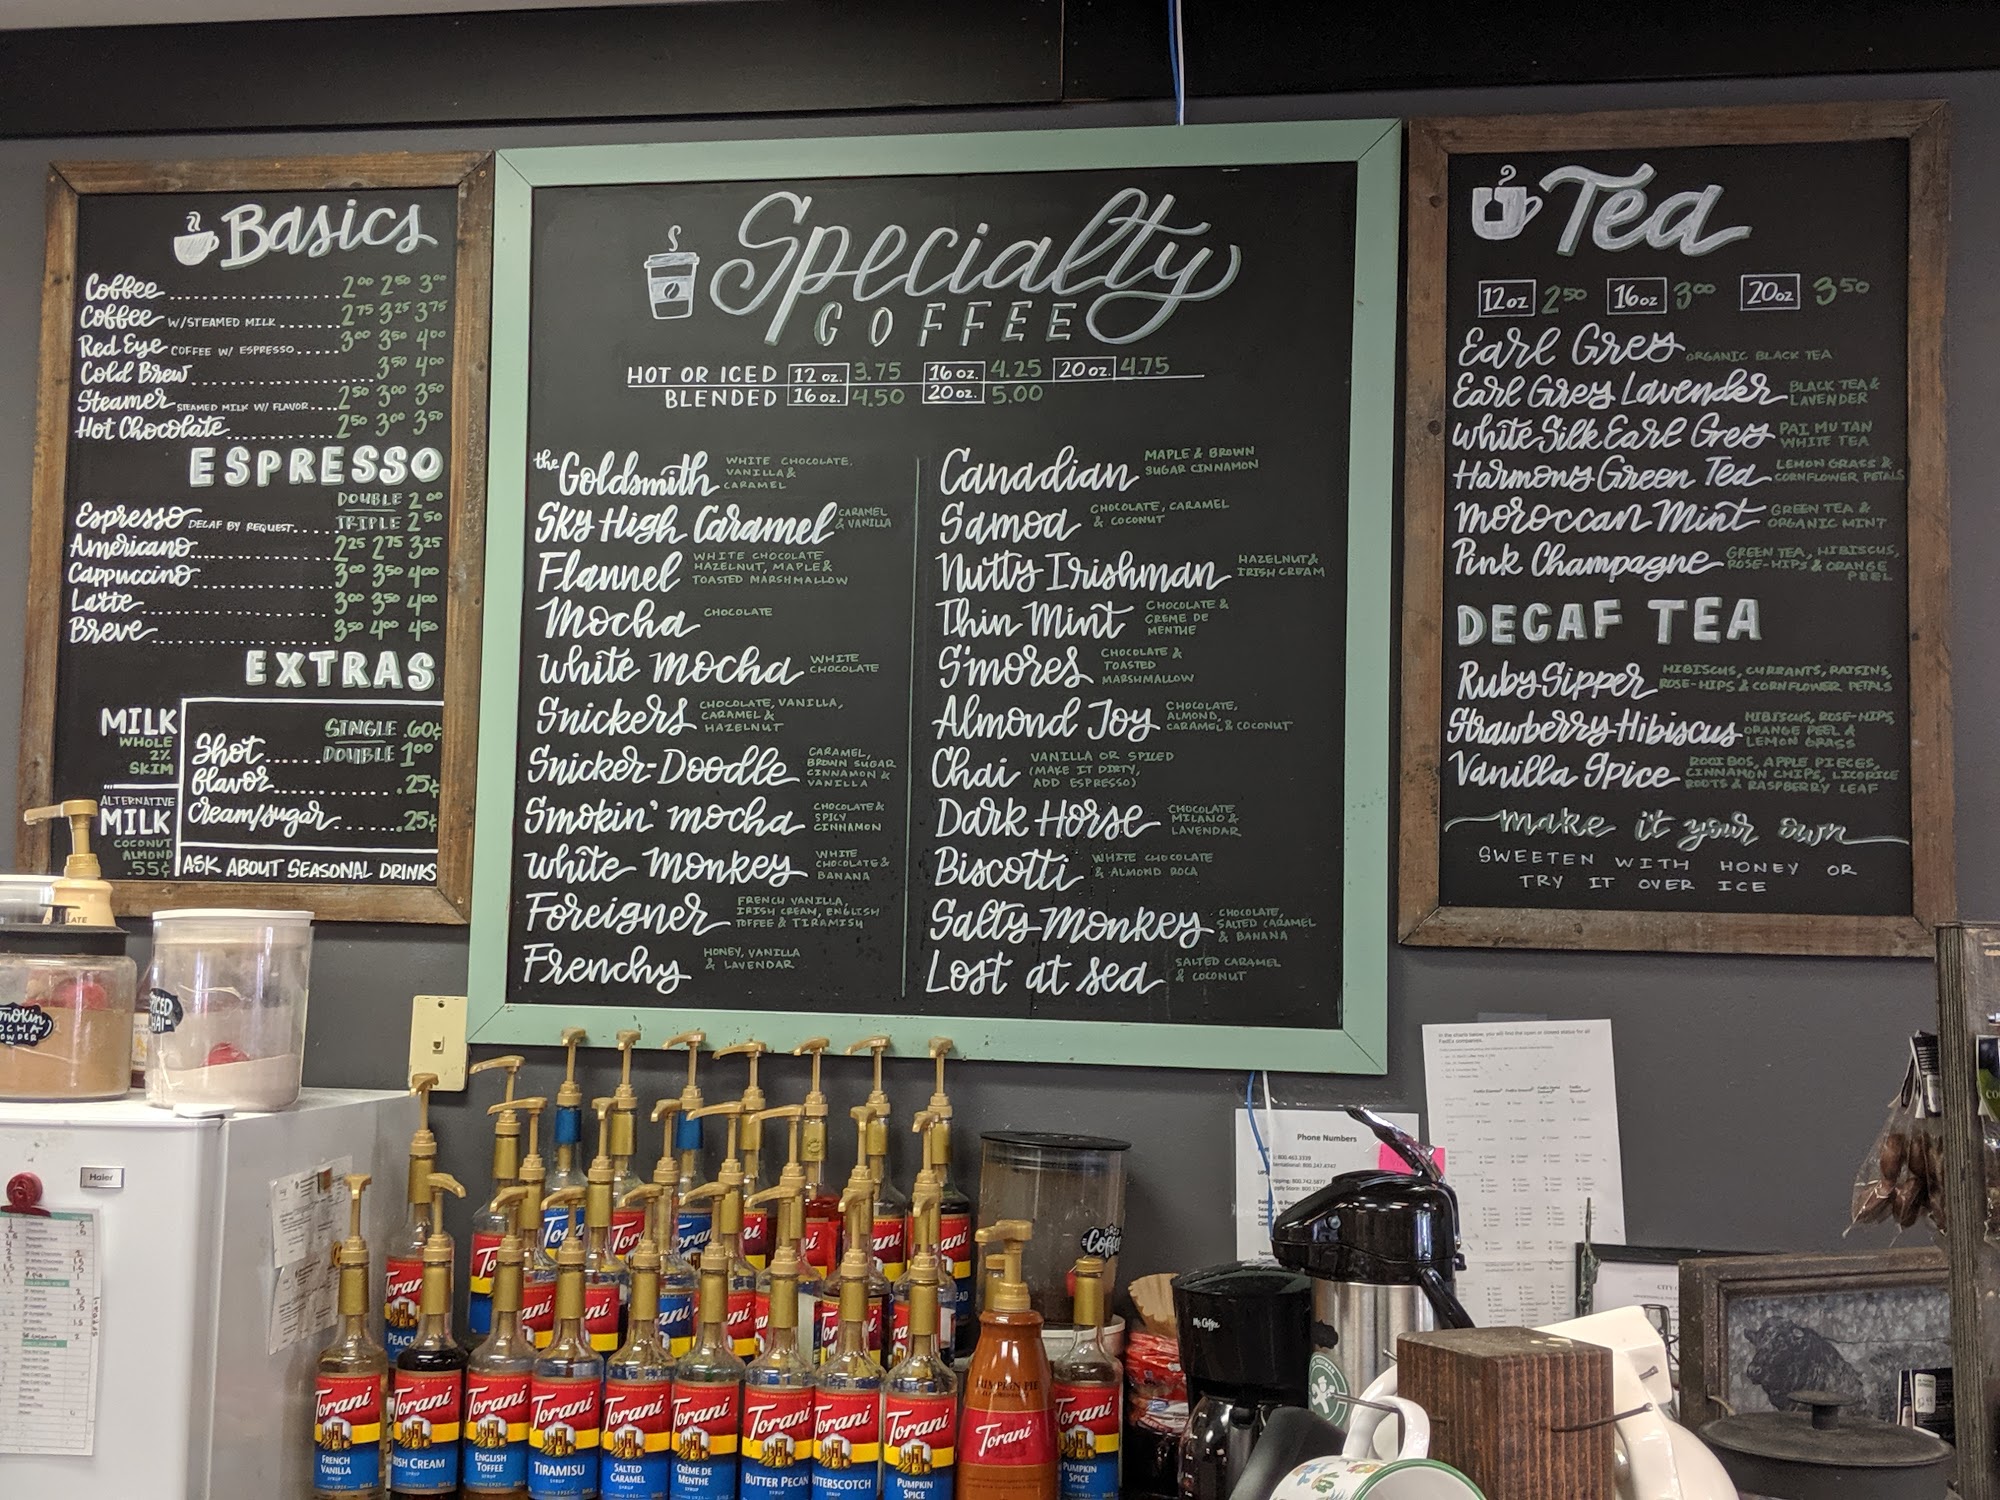 Basics
Coffee 2.00 2.50 3.00
Coffee W/STEAMED MILK 2.75 3.25 3.75
Red Eye COFFEE W/ ESPRESSO 3.00 3.50 4.00
Cold Brew 3.50 4.00
Steamer STEAMED MILK W/ FLAVOR 2.50 3.00 3.50
Hot Chocolate 2.50 3.00 3.50
ESPRESSO
DOUBLE 2.00
Espresso DECAF BY REQUEST TRIPLE 2.50
Americano 2.25 2.75 3.25
Cappuccino 3.00 3.50 4.00
Latte 3.00 3.50 4.00
Breve 3.50 4.00 4.50
EXTRAS
MILK
WHOLE
2%
SKIM
ALTERNATIVE
MILK
COCONUT
ALMOND
.55¢
SINGLE .60¢
Shot DOUBLE 1.00
flavor .25¢
Cream/sugar .25¢
ASK ABOUT SEASONAL DRINKS
Specialty
COFFEE
HOT OR ICED 12 oz. 3.75 16 oz. 4.25 20 oz. 4.75
BLENDED 16 oz. 4.50 20 oz. 5.00
the Goldsmith WHITE CHOCOLATE,
VANILLA &
CARAMEL
Sky High Caramel CARAMEL
& VANILLA
Flannel WHITE CHOCOLATE
HAZELNUT, MAPLE &
TOASTED MARSHMALLOW
Mocha CHOCOLATE
White Mocha WHITE
CHOCOLATE
Snickers CHOCOLATE, VANILLA,
CARAMEL &
HAZELNUT
Snicker-Doodle CARAMEL,
BROWN SUGAR
CINNAMON &
VANILLA
Smokin' mocha CHOCOLATE &
SPICY
CINNAMON
White Monkey WHITE
CHOCOLATE &
BANANA
Foreigner FRENCH VANILLA,
IRISH CREAM, ENGLISH
TOFFEE & TIRAMISU
Frenchy HONEY, VANILLA
& LAVENDAR
Canadian MAPLE & BROWN
SUGAR CINNAMON
Samoa CHOCOLATE, CARAMEL
& COCONUT
Nutty Irishman HAZELNUT &
IRISH CREAM
Thin Mint CHOCOLATE &
CREME DE
MENTHE
S'mores CHOCOLATE &
TOASTED
MARSHMALLOW
Almond Joy CHOCOLATE,
ALMOND,
CARAMEL & COCONUT
Chai VANILLA OR SPICED
(MAKE IT DIRTY,
ADD ESPRESSO)
Dark Horse CHOCOLATE
MILANO &
LAVENDAR
Biscotti WHITE CHOCOLATE
& ALMOND ROCA
Salty Monkey CHOCOLATE,
SALTED CARAMEL
& BANANA
Lost at sea SALTED CARAMEL
& COCONUT
Tea
12oz 2.50 16oz 3.00 20oz 3.50
Earl Grey ORGANIC BLACK TEA
Earl Grey Lavender BLACK TEA &
LAVENDER
White Silk Earl Grey PAI MU TAN
WHITE TEA
Harmony Green Tea LEMON GRASS &
CORNFLOWER PETALS
Moroccan Mint GREEN TEA &
ORGANIC MINT
Pink Champagne GREEN TEA, HIBISCUS,
ROSE-HIPS & ORANGE
PEEL
DECAF TEA
Ruby Sipper HIBISCUS, CURRANTS, RAISINS,
ROSE-HIPS & CORNFLOWER PETALS
Strawberry Hibiscus HIBISCUS, ROSE-HIPS,
ORANGE PEEL &
LEMON GRASS
Vanilla Spice ROOIBOS, APPLE PIECES,
CINNAMON CHIPS, LICORICE
ROOTS & RASPBERRY LEAF
make it your own
SWEETEN WITH HONEY OR
TRY IT OVER ICE
Haier
Phone Numbers
Mr. Coffee
Torani
FRENCH
VANILLA
Torani
IRISH CREAM
Torani
ENGLISH
TOFFEE
Torani
TIRAMISU
Torani
SALTED
CARAMEL
Torani
CRÈME DE
MENTHE
Torani
BUTTER PECAN
Torani
Torani
PUMPKIN
SPICE
PUMPKIN PIE
Torani
Torani
PUMPKIN
SPICE